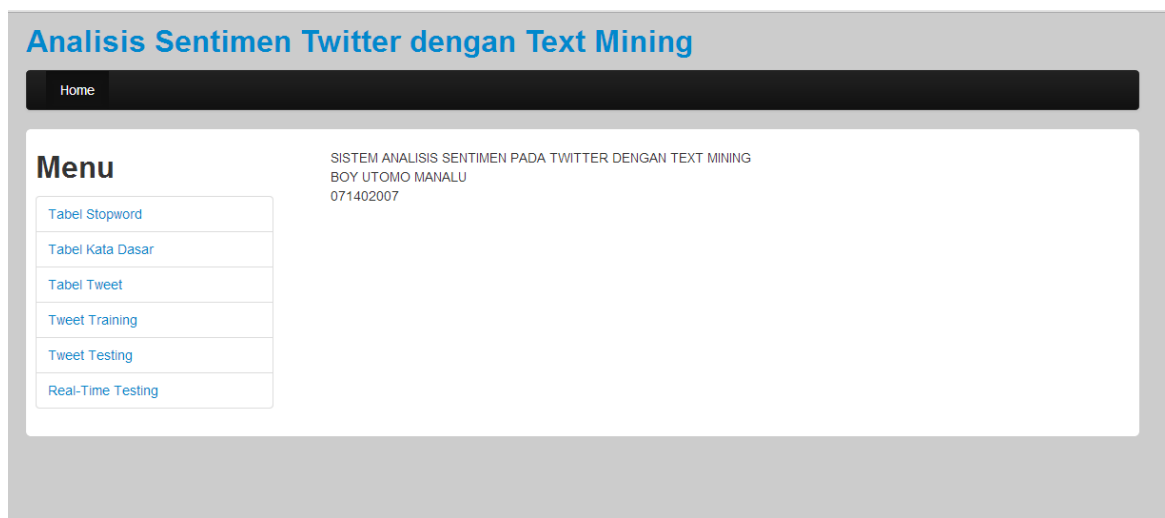 Analisis Sentimen Twitter dengan Text Mining
Home
Menu
Tabel Stopword
Tabel Kata Dasar
Tabel Tweet
Tweet Training
Tweet Testing
Real-Time Testing
SISTEM ANALISIS SENTIMEN PADA TWITTER DENGAN TEXT MINING
BOY UTOMO MANALU
071402007